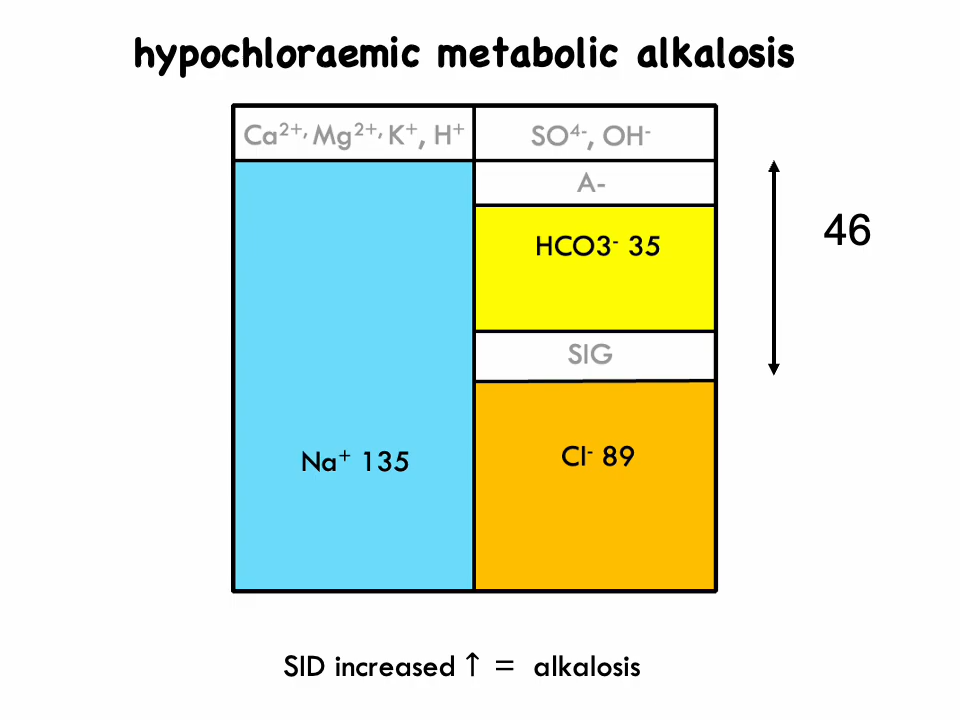 hypochloraemic metabolic alkalosis
Ca²⁺, Mg²⁺, K⁺, H⁺
SO⁴⁻, OH⁻
A-
46
HCO3⁻ 35
SIG
Na⁺ 135
Cl⁻ 89
SID increased ↑ = alkalosis